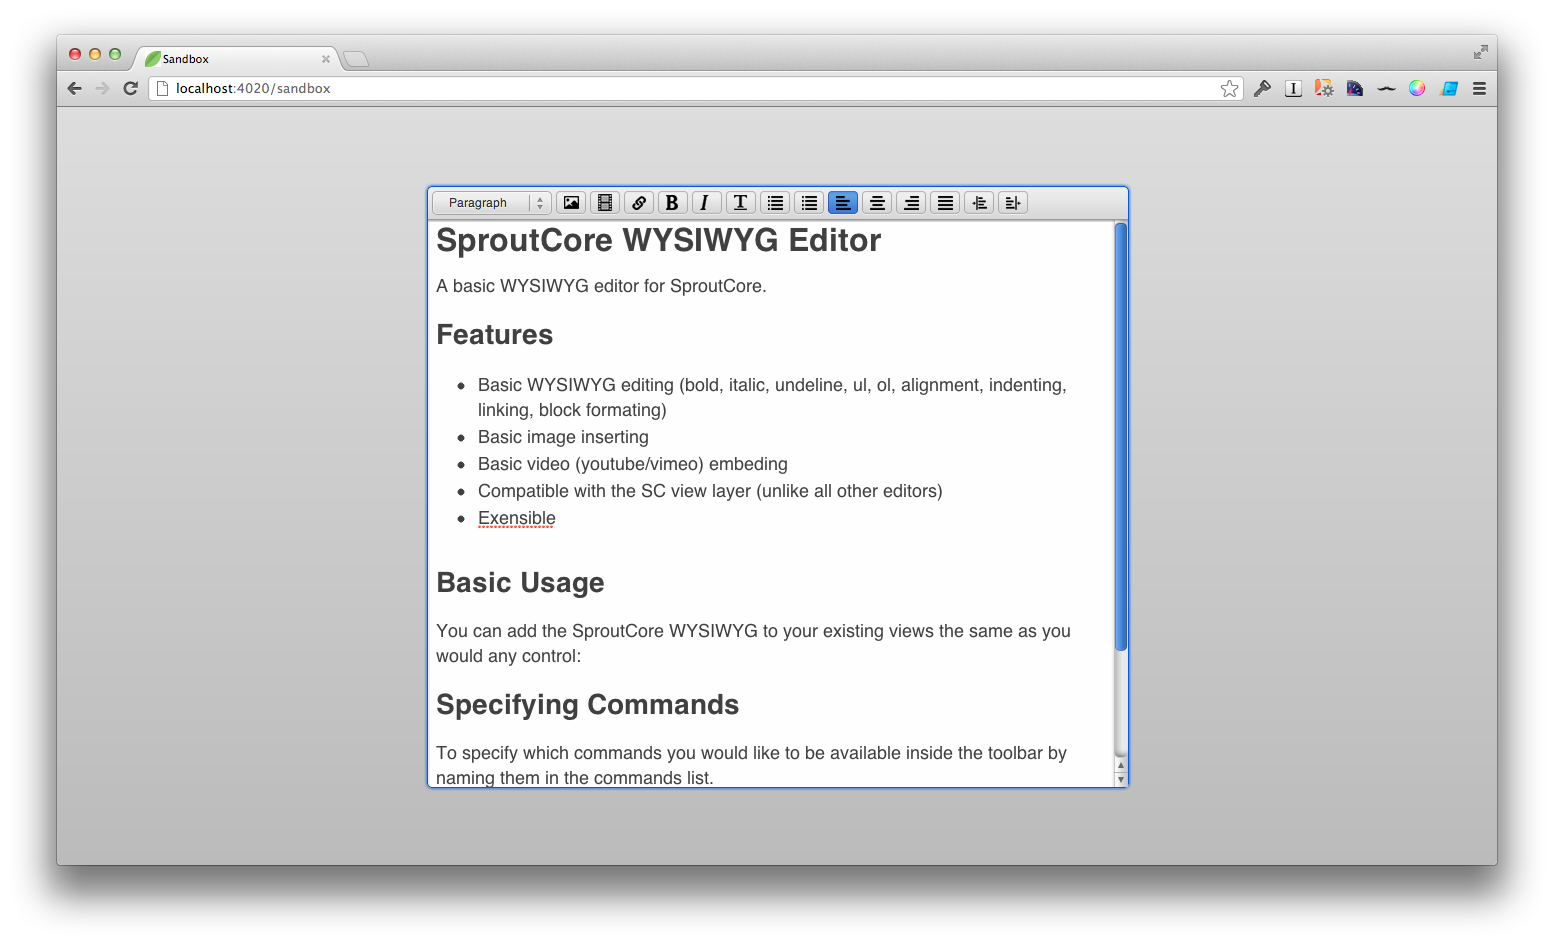 Sandbox
localhost:4020/sandbox
Paragraph
B I T
SproutCore WYSIWYG Editor
A basic WYSIWYG editor for SproutCore.
Features
Basic WYSIWYG editing (bold, italic, undeline, ul, ol, alignment, indenting,
linking, block formating)
Basic image inserting
Basic video (youtube/vimeo) embeding
Compatible with the SC view layer (unlike all other editors)
Exensible
Basic Usage
You can add the SproutCore WYSIWYG to your existing views the same as you
would any control:
Specifying Commands
To specify which commands you would like to be available inside the toolbar by
naming them in the commands list.